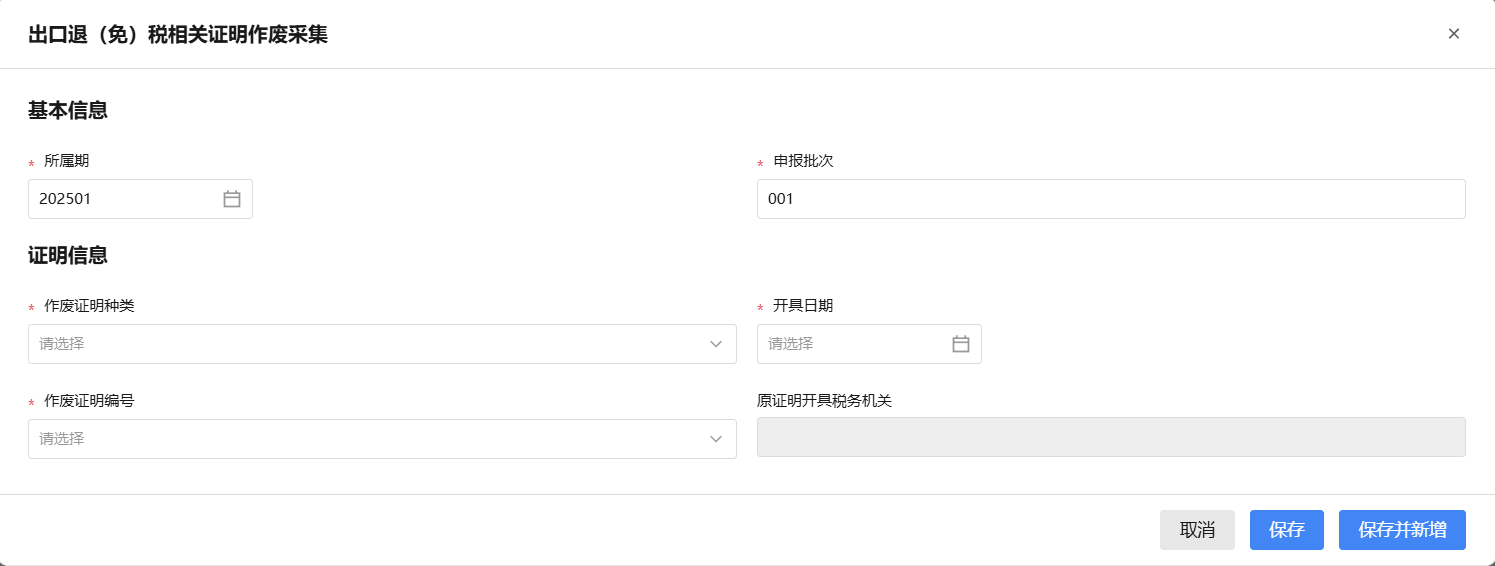 出口退（免）税相关证明作废采集
基本信息
* 所属期
* 申报批次
202501
001
证明信息
* 作废证明种类
* 开具日期
请选择
请选择
* 作废证明编号
原证明开具税务机关
请选择
取消
保存
保存并新增